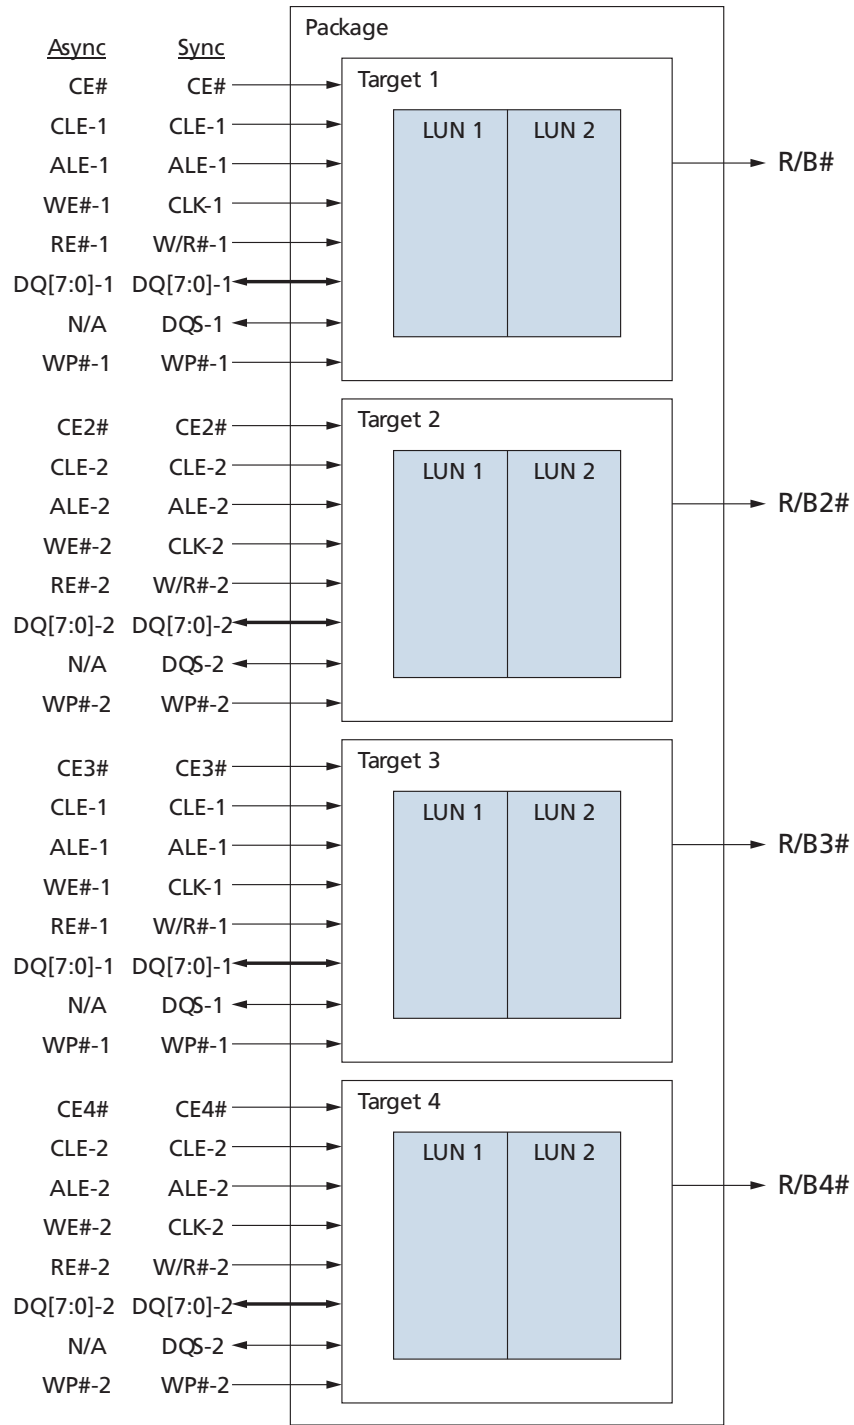 Package
Async Sync
Target 1
CE# CE#
CLE-1 CLE-1 LUN 1 LUN 2
ALE-1 ALE-1 R/B#
WE#-1 CLK-1
RE#-1 W/R#-1
DQ[7:0]-1 DQ[7:0]-1
N/A DQS-1
WP#-1 WP#-1
Target 2
CE2# CE2#
CLE-2 CLE-2 LUN 1 LUN 2
ALE-2 ALE-2 R/B2#
WE#-2 CLK-2
RE#-2 W/R#-2
DQ[7:0]-2 DQ[7:0]-2
N/A DQS-2
WP#-2 WP#-2
Target 3
CE3# CE3#
CLE-1 CLE-1 LUN 1 LUN 2
ALE-1 ALE-1 R/B3#
WE#-1 CLK-1
RE#-1 W/R#-1
DQ[7:0]-1 DQ[7:0]-1
N/A DQS-1
WP#-1 WP#-1
Target 4
CE4# CE4#
CLE-2 CLE-2 LUN 1 LUN 2
ALE-2 ALE-2 R/B4#
WE#-2 CLK-2
RE#-2 W/R#-2
DQ[7:0]-2 DQ[7:0]-2
N/A DQS-2
WP#-2 WP#-2